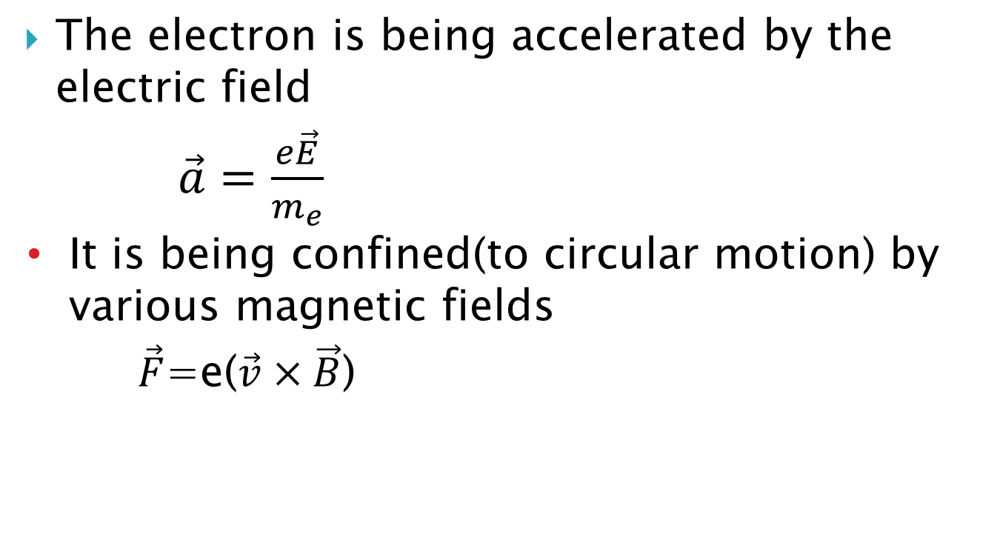 The electron is being accelerated by the
electric field
$\vec{a} = \frac{e\vec{E}}{m_e}$
• It is being confined(to circular motion) by
various magnetic fields
$\vec{F}$=e($\vec{v} \times \vec{B}$)